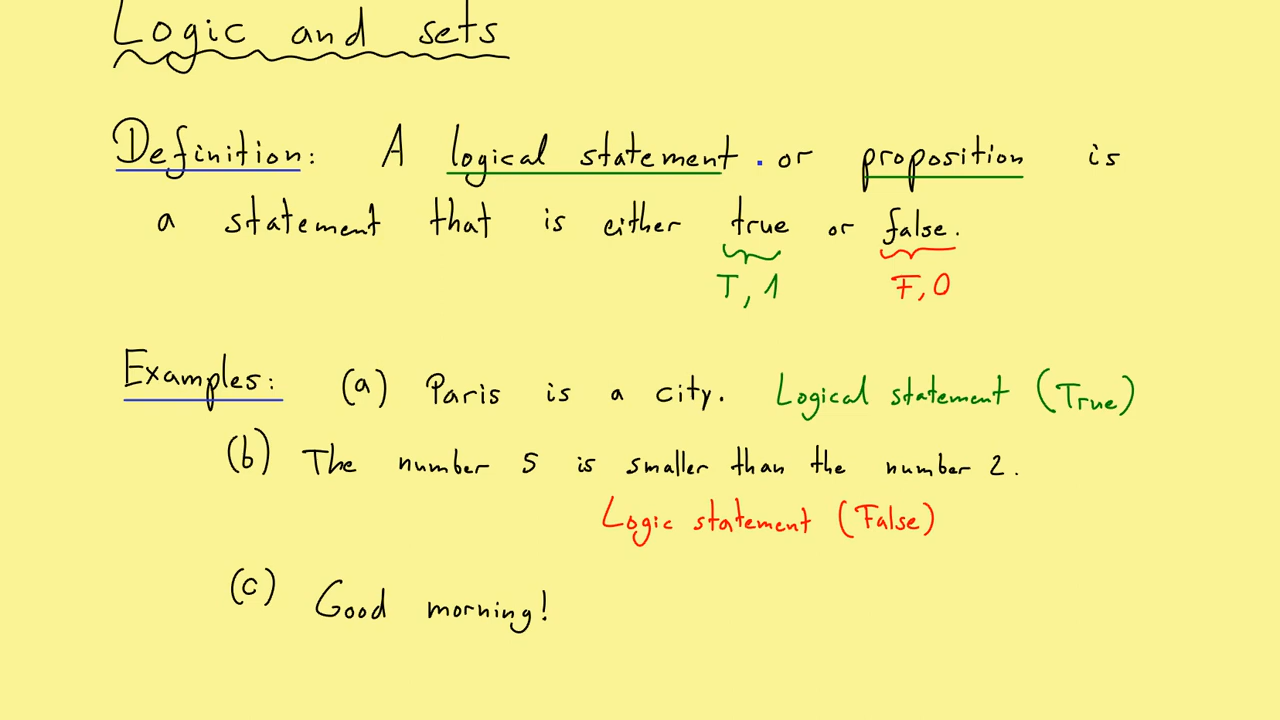 Logic and sets
Definition: A logical statement or proposition is
a statement that is either true or false.
T, 1 F, 0
Examples: (a) Paris is a city. Logical statement (True)
(b) The number 5 is smaller than the number 2.
Logic statement (False)
(c) Good morning!